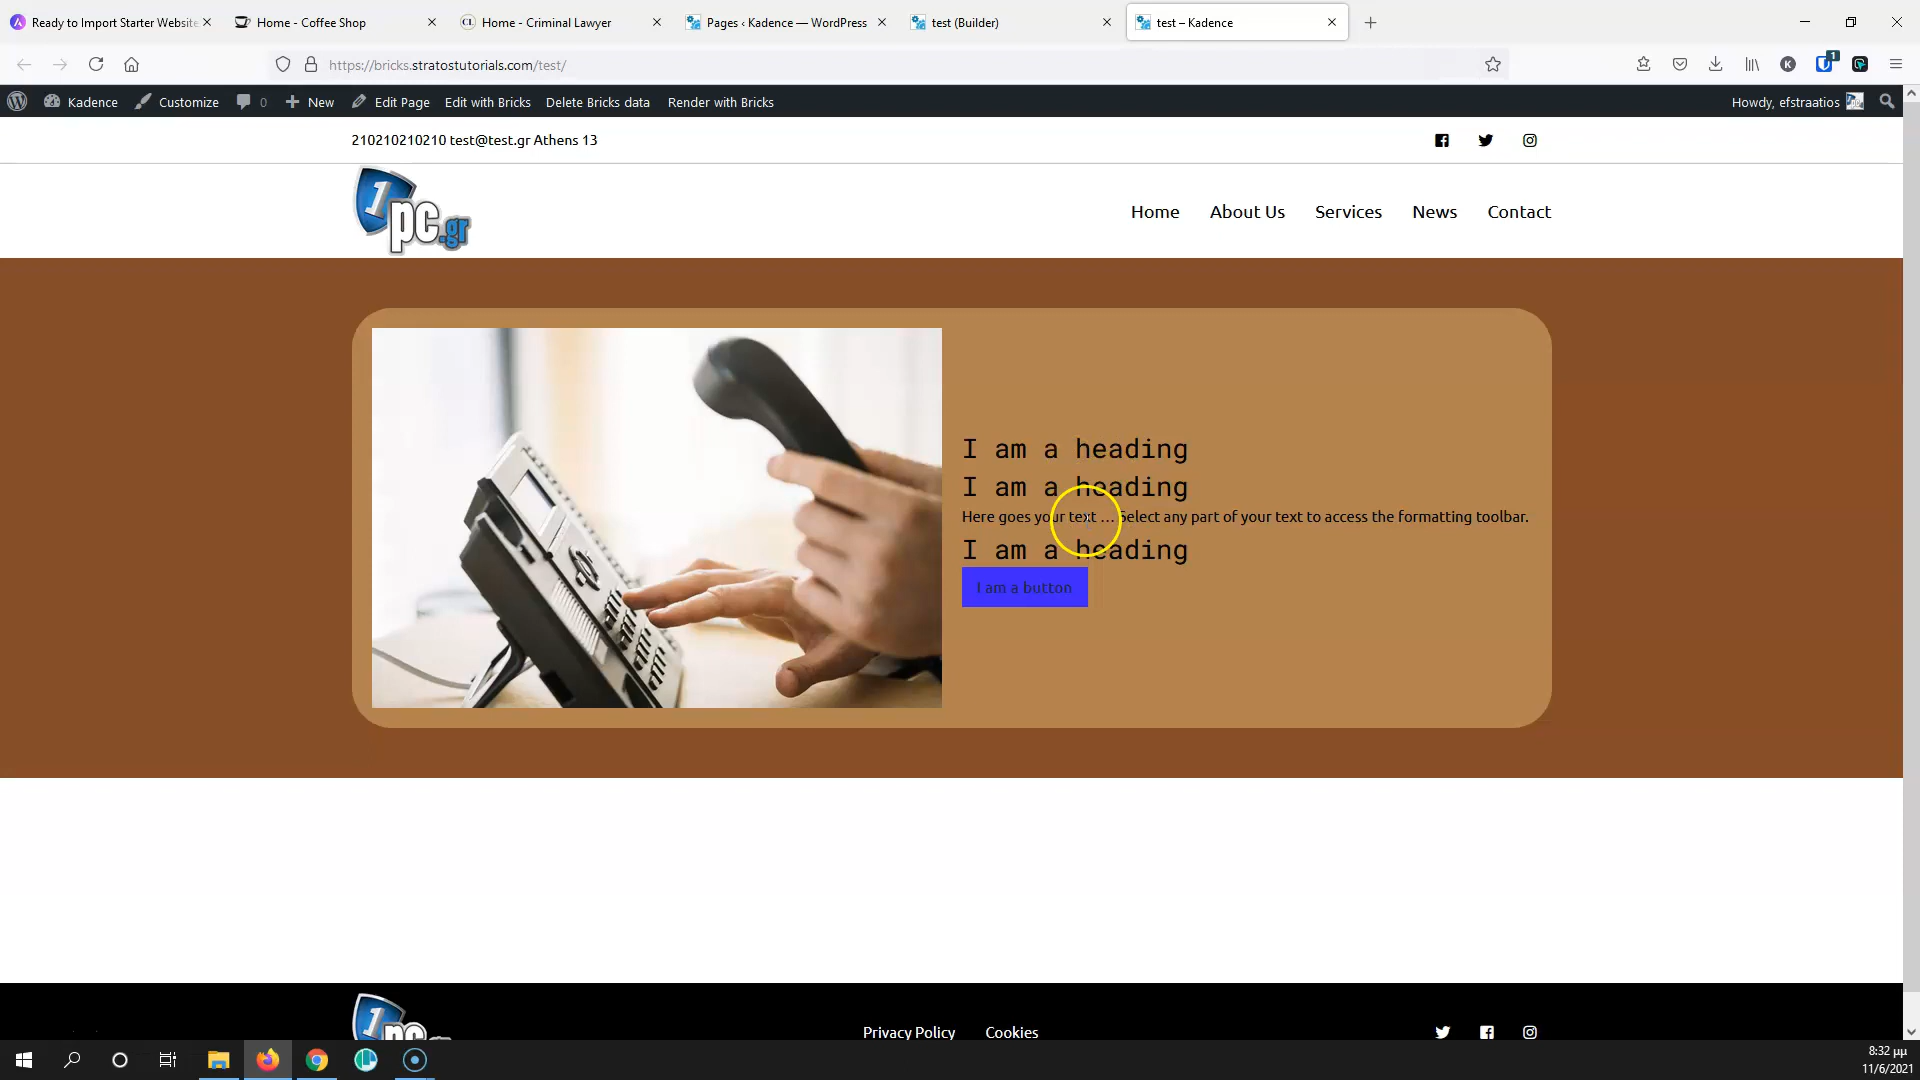 Ready to Import Starter Website
Home - Coffee Shop
CL Home - Criminal Lawyer
Pages ‹ Kadence — WordPress
test (Builder)
test – Kadence
https://bricks.stratostutorials.com/test/
K
1
Kadence
Customize
0
New
Edit Page
Edit with Bricks
Delete Bricks data
Render with Bricks
Howdy, efstraatios
210210210210 test@test.gr Athens 13
1pc.gr
Home
About Us
Services
News
Contact
I am a heading
I am a heading
Here goes your text … Select any part of your text to access the formatting toolbar.
I am a heading
I am a button
Privacy Policy
Cookies
8:32 μμ
11/6/2021